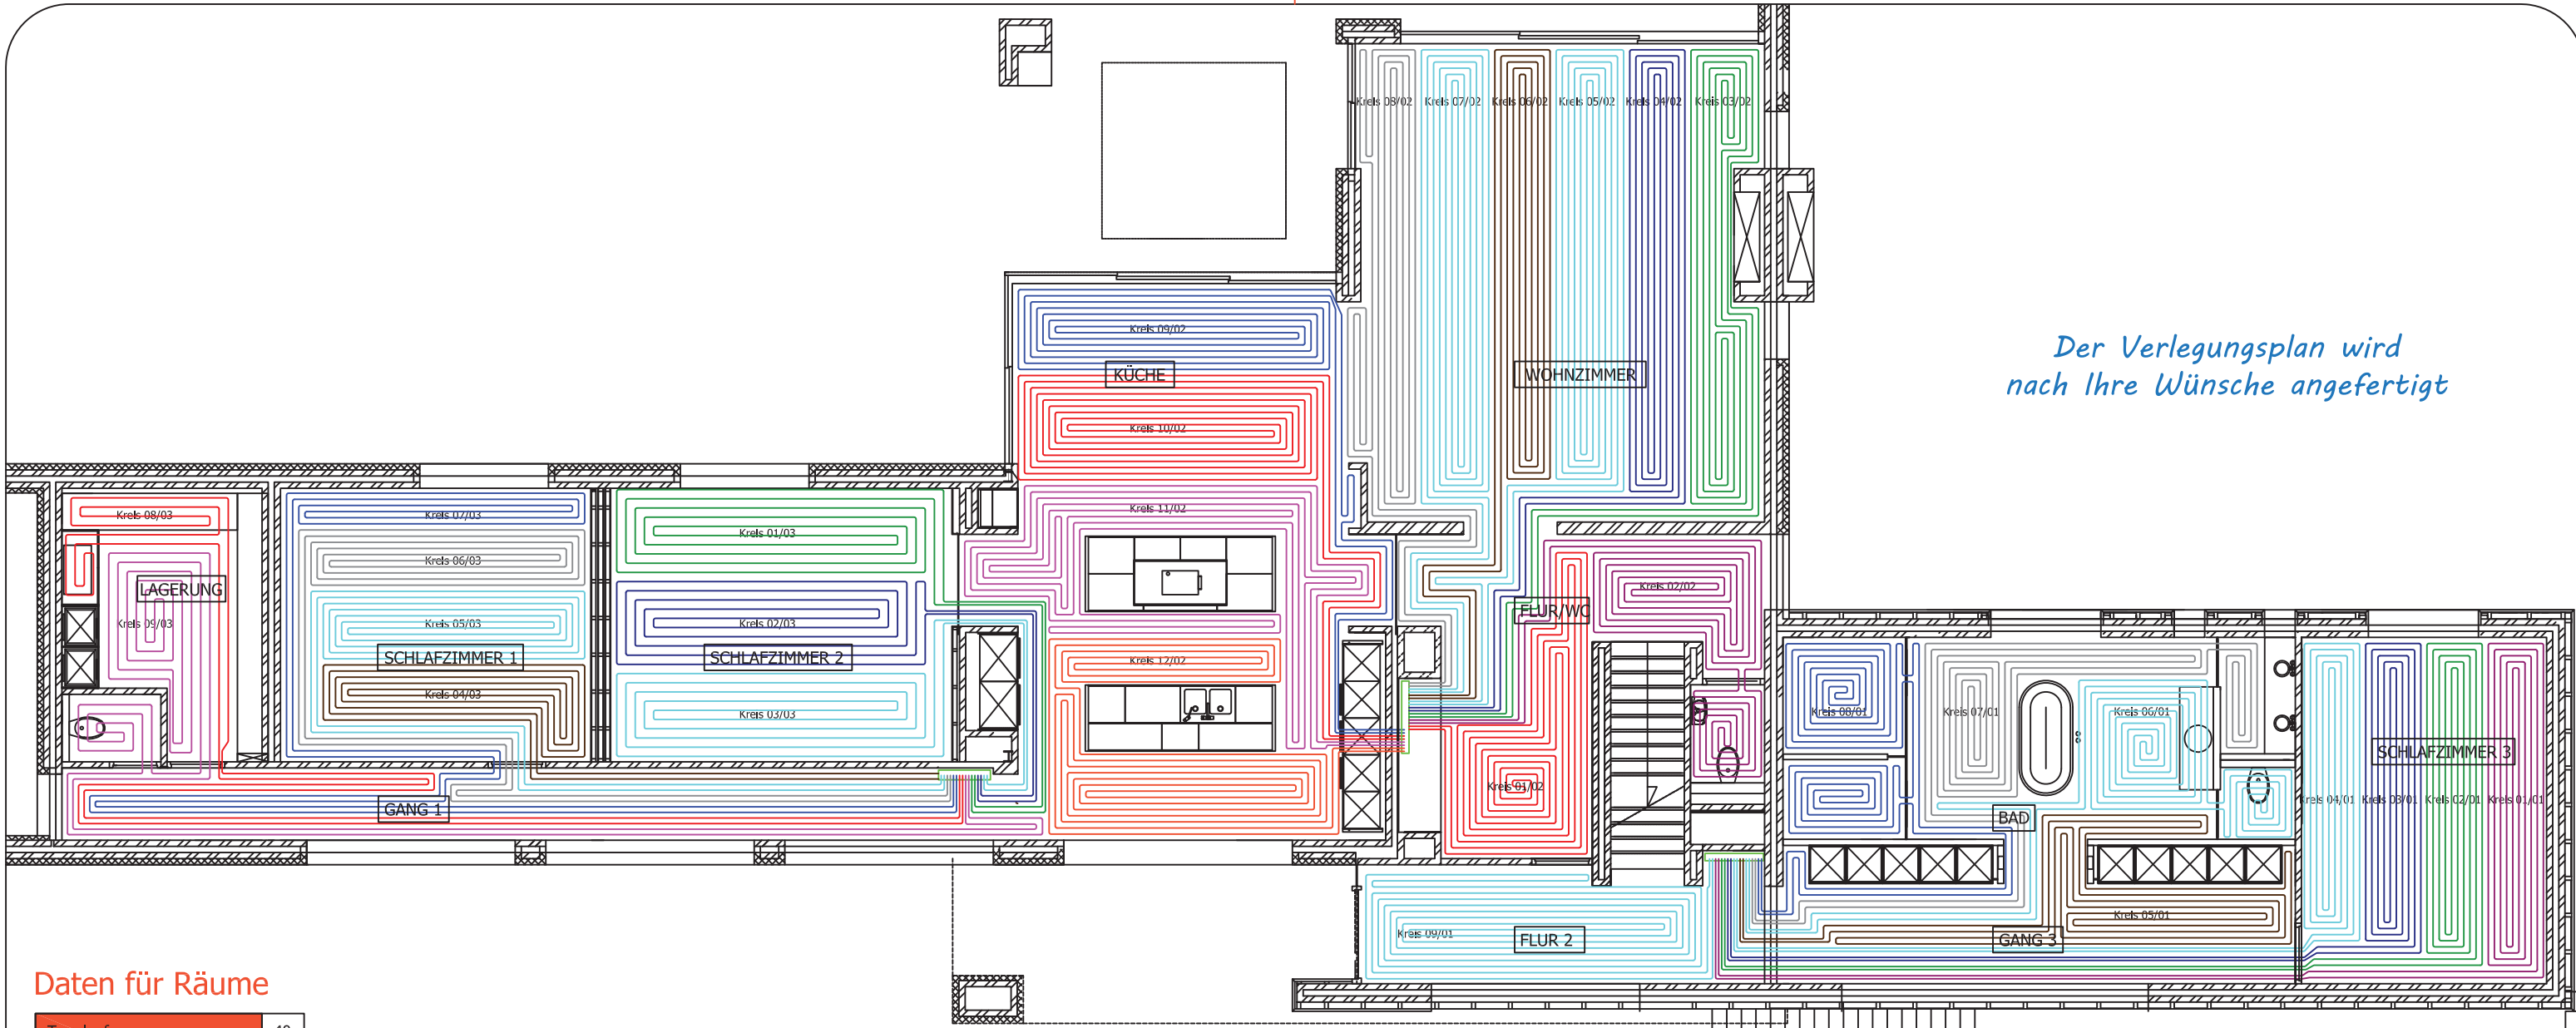 Kreis 08/02
Kreis 07/02
Kreis 06/02
Kreis 05/02
Kreis 04/02
Kreis 03/02
Kreis 09/02
KÜCHE
WOHNZIMMER
Der Verlegungsplan wird
nach Ihre Wünsche angefertigt
Kreis 10/02
Kreis 08/03
Kreis 07/03
Kreis 01/03
Kreis 11/02
Kreis 06/03
LAGERUNG
Kreis 02/02
FLUR/WC
Kreis 09/03
Kreis 05/03
Kreis 02/03
SCHLAFZIMMER 1
SCHLAFZIMMER 2
Kreis 12/02
Kreis 04/03
Kreis 03/03
Kreis 08/01
Kreis 07/01
Kreis 06/01
SCHLAFZIMMER 3
Kreis 01/02
GANG 1
BAD
Kreis 04/01
Kreis 03/01
Kreis 02/01
Kreis 01/01
Kreis 05/01
Kreis 09/01
FLUR 2
GANG 3
Daten für Räume